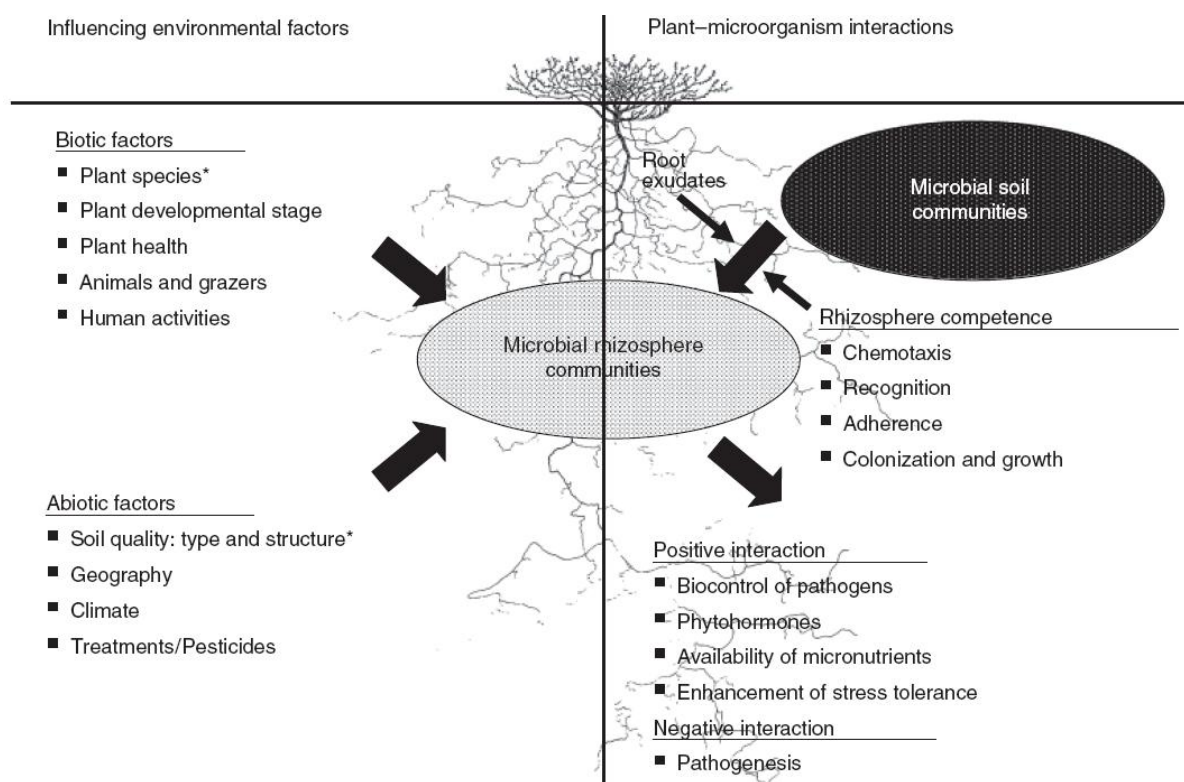 Influencing environmental factors
Plant–microorganism interactions
Biotic factors
▪ Plant species*
▪ Plant developmental stage
▪ Plant health
▪ Animals and grazers
▪ Human activities
Root
exudates
Microbial soil
communities
Microbial rhizosphere
communities
Rhizosphere competence
▪ Chemotaxis
▪ Recognition
▪ Adherence
▪ Colonization and growth
Abiotic factors
▪ Soil quality: type and structure*
▪ Geography
▪ Climate
▪ Treatments/Pesticides
Positive interaction
▪ Biocontrol of pathogens
▪ Phytohormones
▪ Availability of micronutrients
▪ Enhancement of stress tolerance
Negative interaction
▪ Pathogenesis